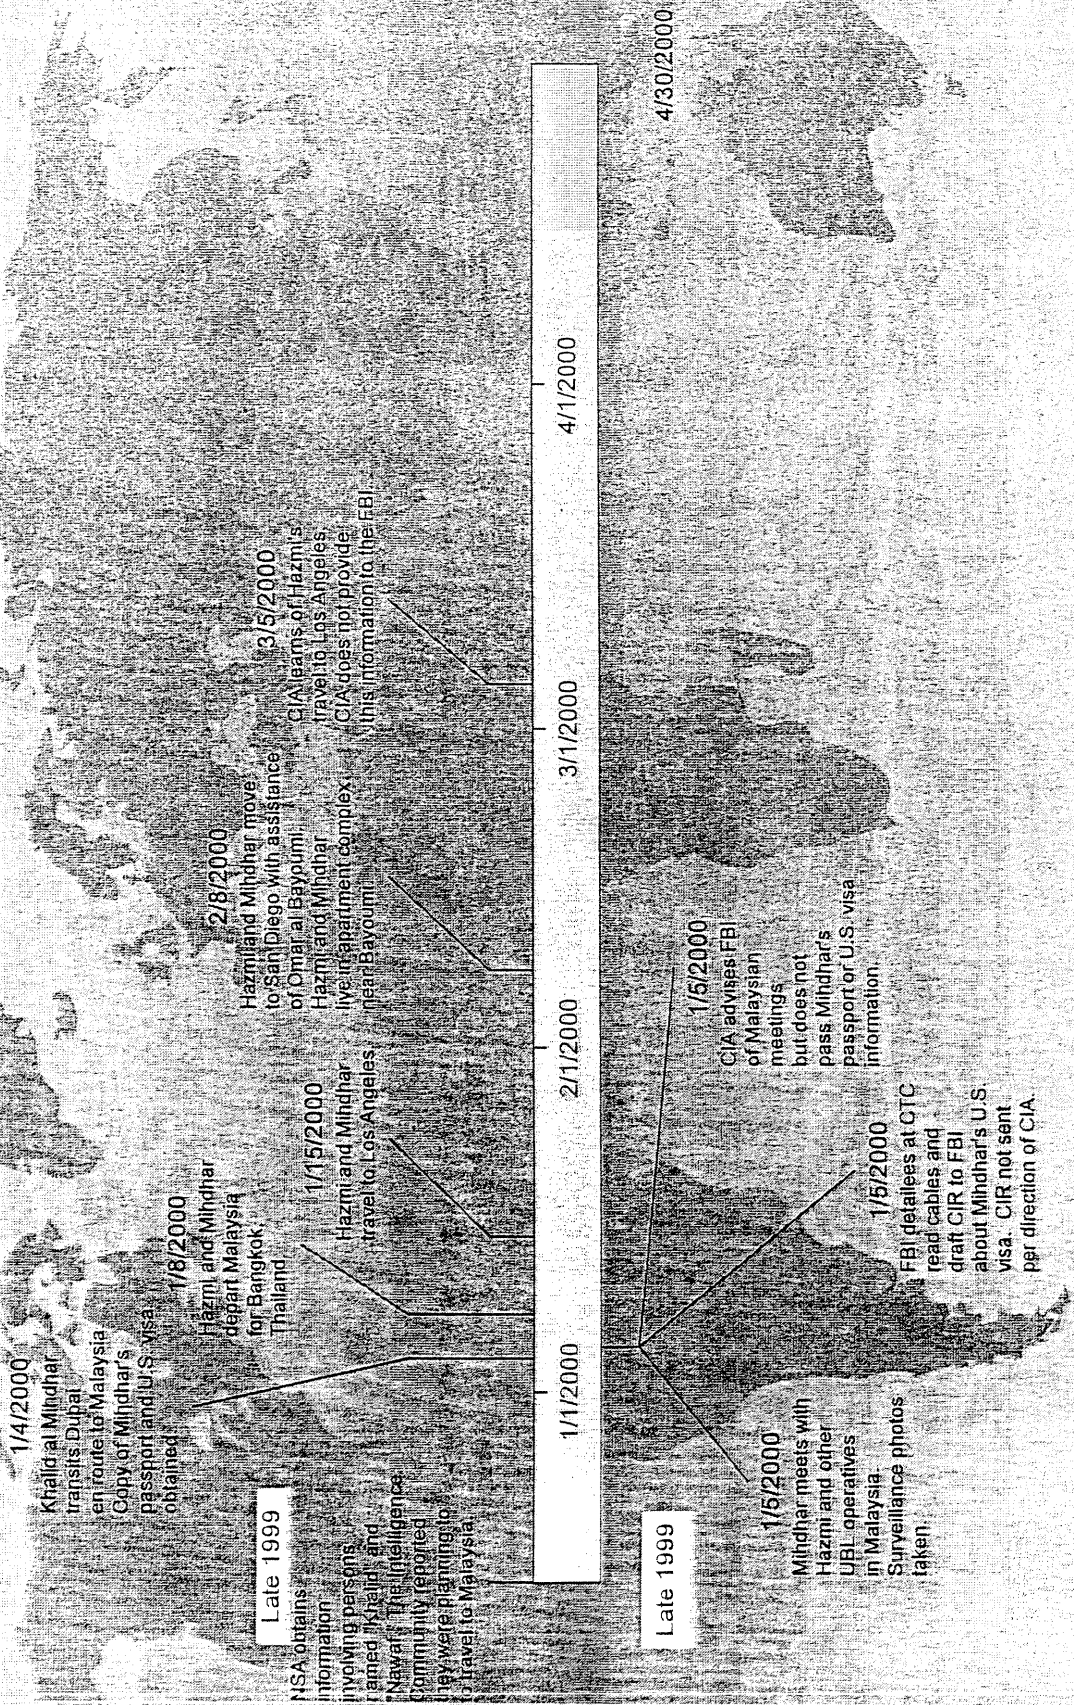 Late 1999
NSA obtains
information
involving persons
named "Khalid" and
"Nawaf." The Intelligence
Community reported
they were planning to
to travel to Malaysia
1/4/2000
Khalid al Mihdhar
transits Dubai
en route to Malaysia
Copy of Mihdhar's
passport and U.S. visa
obtained
1/8/2000
Hazmi and Mihdhar
depart Malaysia
for Bangkok,
Thailand
1/15/2000
Hazmi and Mihdhar
travel to Los Angeles
2/8/2000
Hazmi and Mihdhar move
to San Diego with assistance
of Omar al Bayoumi.
Hazmi and Mihdhar
live in apartment complex
near Bayoumi
3/5/2000
CIA learns of Hazmi's
travel to Los Angeles.
CIA does not provide
this information to the FBI
1/1/2000
2/1/2000
3/1/2000
4/1/2000
Late 1999
4/30/2000
1/5/2000
Mihdhar meets with
Hazmi and other
UBL operatives
in Malaysia.
Surveillance photos
taken.
1/5/2000
FBI detailees at CTC
read cables and
draft CIR to FBI
about Mihdhar's U.S.
visa. CIR not sent
per direction of CIA.
1/5/2000
CIA advises FBI
of Malaysian
meetings
but does not
pass Mihdhar's
passport or U.S. visa
information.